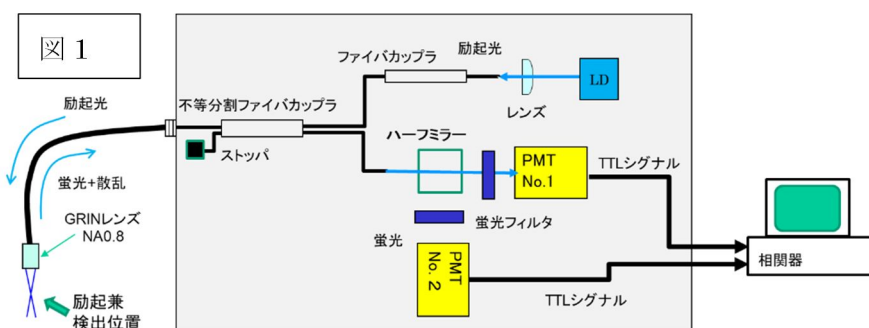 図1
励起光
ファイバカップラ
励起光
LD
レンズ
不等分割ファイバカップラ
ストッパ
ハーフミラー
PMT
No.1
TTLシグナル
蛍光+散乱
GRINレンズ
NA0.8
蛍光フィルタ
蛍光
PMT
No. 2
TTLシグナル
相関器
励起兼
検出位置